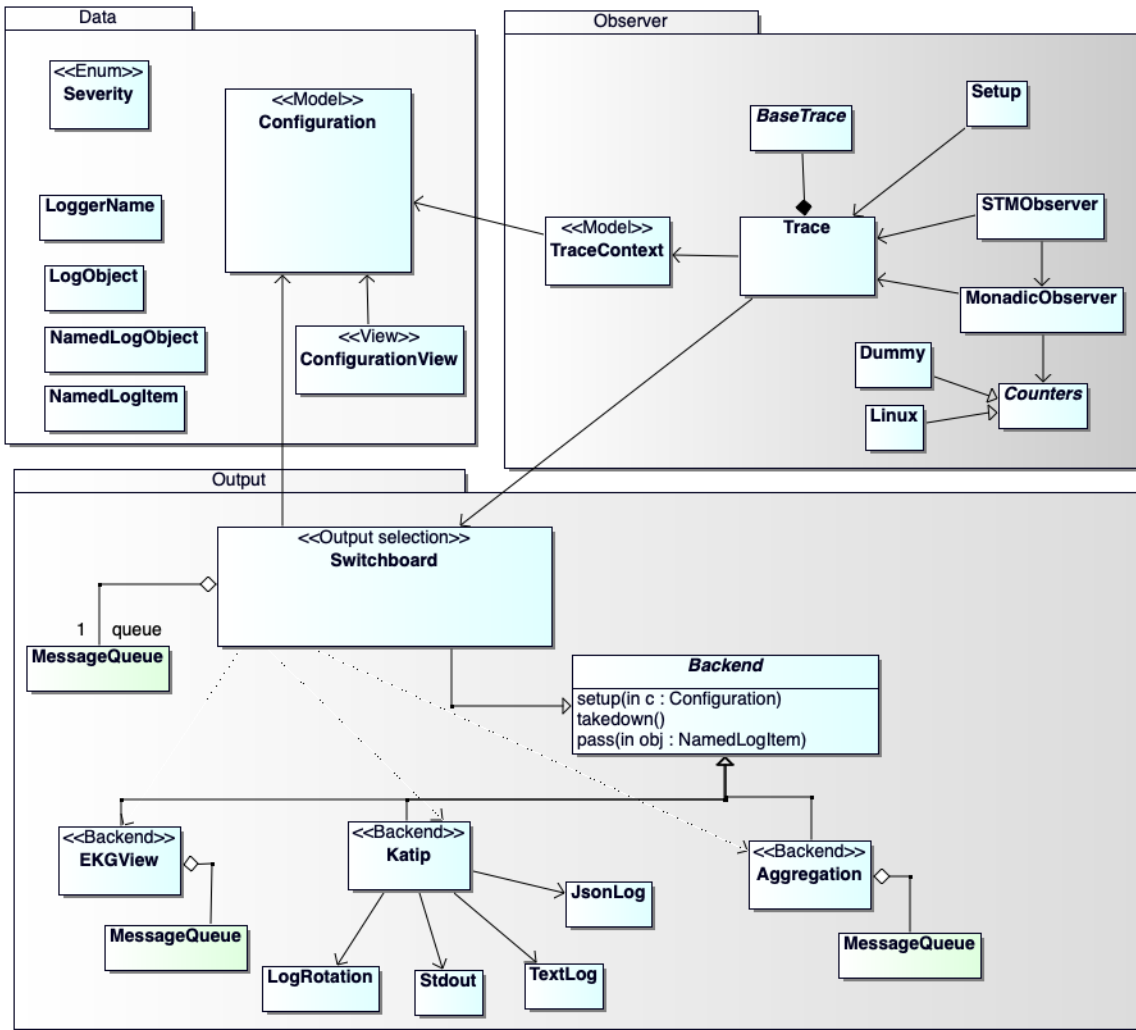 Data
<<Enum>>
Severity
<<Model>>
Configuration
LoggerName
LogObject
NamedLogObject
NamedLogItem
<<View>>
ConfigurationView
Observer
BaseTrace
Setup
<<Model>>
TraceContext
Trace
STMObserver
MonadicObserver
Dummy
Linux
Counters
Output
<<Output selection>>
Switchboard
1 queue
MessageQueue
Backend
setup(in c : Configuration)
takedown()
pass(in obj : NamedLogItem)
<<Backend>>
EKGView
MessageQueue
<<Backend>>
Katip
JsonLog
LogRotation
Stdout
TextLog
<<Backend>>
Aggregation
MessageQueue